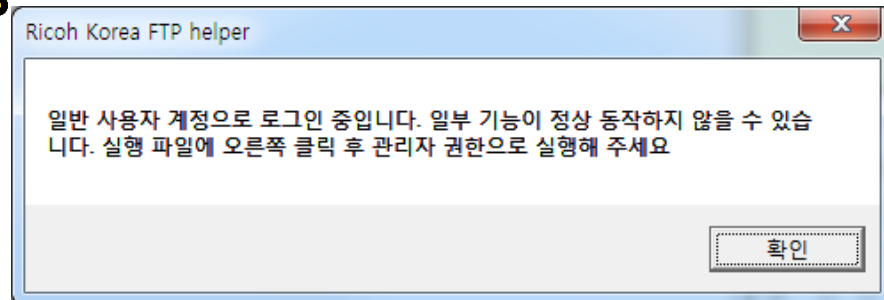 Ricoh Korea FTP helper
일반 사용자 계정으로 로그인 중입니다. 일부 기능이 정상 동작하지 않을 수 있습
니다. 실행 파일에 오른쪽 클릭 후 관리자 권한으로 실행해 주세요
확인